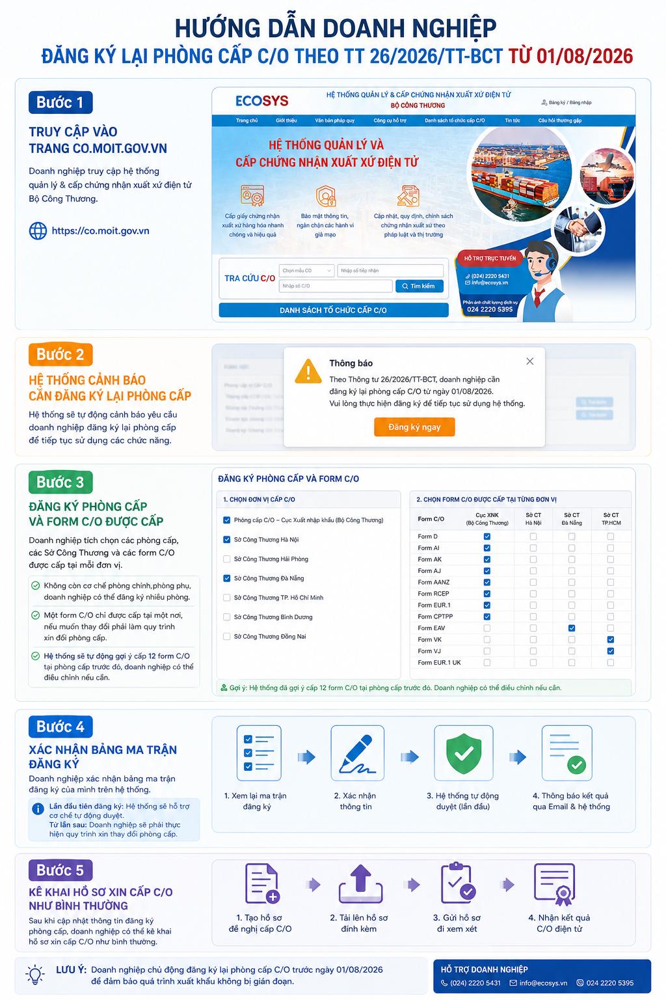 HƯỚNG DẪN DOANH NGHIỆP
ĐĂNG KÝ LẠI PHÒNG CẤP C/O THEO TT 26/2026/TT-BCT TỪ 01/08/2026
Bước 1
TRUY CẬP VÀO
TRANG CO.MOIT.GOV.VN
Doanh nghiệp truy cập hệ thống
quản lý & cấp chứng nhận xuất xứ điện tử
Bộ Công Thương.
https://co.moit.gov.vn
ECOSYS
HỆ THỐNG QUẢN LÝ & CẤP CHỨNG NHẬN XUẤT XỨ ĐIỆN TỬ
BỘ CÔNG THƯƠNG
Đăng ký / Đăng nhập
Trang chủ Giới thiệu Văn bản pháp quy Công cụ hỗ trợ Danh sách tổ chức cấp C/O Tin tức Câu hỏi thường gặp
HỆ THỐNG QUẢN LÝ VÀ
CẤP CHỨNG NHẬN XUẤT XỨ ĐIỆN TỬ
Cấp giấy chứng nhận
xuất xứ hàng hóa nhanh
chóng và hiệu quả
Bảo mật thông tin,
ngăn chặn các hành vi
giả mạo
Cập nhật, quy định, chính sách
chứng nhận xuất xứ theo
pháp luật và thị trường
TRA CỨU C/O
Chọn mẫu CO
Nhập số tiếp nhận
Nhập số C/O
Tìm kiếm
DANH SÁCH TỔ CHỨC CẤP C/O
HỖ TRỢ TRỰC TUYẾN
(024) 2220 5431
info@ecosys.vn
Phản ánh chất lượng dịch vụ
024 2220 5395
Bước 2
HỆ THỐNG CẢNH BÁO
CẦN ĐĂNG KÝ LẠI PHÒNG CẤP
Hệ thống sẽ tự động cảnh báo yêu cầu
doanh nghiệp đăng ký lại phòng cấp
để tiếp tục sử dụng các chức năng.
Thông báo
Theo Thông tư 26/2026/TT-BCT, doanh nghiệp cần
đăng ký lại phòng cấp C/O từ ngày 01/08/2026.
Vui lòng thực hiện đăng ký để tiếp tục sử dụng hệ thống.
Đăng ký ngay
Bước 3
ĐĂNG KÝ PHÒNG CẤP
VÀ FORM C/O ĐƯỢC CẤP
Doanh nghiệp tích chọn các phòng cấp,
các Sở Công Thương và các form C/O
được cấp tại mỗi đơn vị.
Không còn cơ chế phòng chính,phòng phụ,
doanh nghiệp có thể đăng ký nhiều phòng.
Một form C/O chỉ được cấp tại một nơi,
nếu muốn thay đổi phải làm quy trình
xin đổi phòng cấp.
Hệ thống sẽ tự động gợi ý cấp 12 form C/O
tại phòng cấp trước đó, doanh nghiệp có thể
điều chỉnh nếu cần.
ĐĂNG KÝ PHÒNG CẤP VÀ FORM C/O
1. CHỌN ĐƠN VỊ CẤP C/O
Phòng cấp C/O – Cục Xuất nhập khẩu (Bộ Công Thương)
Sở Công Thương Hà Nội
Sở Công Thương Hải Phòng
Sở Công Thương Đà Nẵng
Sở Công Thương TP. Hồ Chí Minh
Sở Công Thương Bình Dương
Sở Công Thương Đồng Nai
2. CHỌN FORM C/O ĐƯỢC CẤP TẠI TỪNG ĐƠN VỊ
Form C/O Cục XNK (Bộ Công Thương) Sở CT Hà Nội Sở CT Đà Nẵng Sở CT TP.HCM
Form D
Form AI
Form AK
Form AJ
Form AANZ
Form RCEP
Form EUR.1
Form CPTPP
Form EAV
Form VK
Form VJ
Form EUR.1 UK
Gợi ý: Hệ thống đã gợi ý cấp 12 form C/O tại phòng cấp trước đó. Doanh nghiệp có thể điều chỉnh nếu cần.
Bước 4
XÁC NHẬN BẢNG MA TRẬN
ĐĂNG KÝ
Doanh nghiệp xác nhận bảng ma trận
đăng ký của mình trên hệ thống.
Lần đầu tiên đăng ký: Hệ thống sẽ hỗ trợ
cơ chế tự động duyệt.
Từ lần sau: Doanh nghiệp sẽ phải thực
hiện quy trình xin thay đổi phòng cấp.
1. Xem lại ma trận
đăng ký
2. Xác nhận
thông tin
3. Hệ thống tự động
duyệt (lần đầu)
4. Thông báo kết quả
qua Email & hệ thống
Bước 5
KÊ KHAI HỒ SƠ XIN CẤP C/O
NHƯ BÌNH THƯỜNG
Sau khi cập nhật thông tin đăng ký
phòng cấp, doanh nghiệp có thể kê khai
hồ sơ xin cấp C/O như bình thường.
1. Tạo hồ sơ
đề nghị cấp C/O
2. Tải lên hồ sơ
đính kèm
3. Gửi hồ sơ
đi xem xét
4. Nhận kết quả
C/O điện tử
LƯU Ý: Doanh nghiệp chủ động đăng ký lại phòng cấp C/O trước ngày 01/08/2026
để đảm bảo quá trình xuất khẩu không bị gián đoạn.
HỖ TRỢ DOANH NGHIỆP
(024) 2220 5431 info@ecosys.vn 024 2220 5395